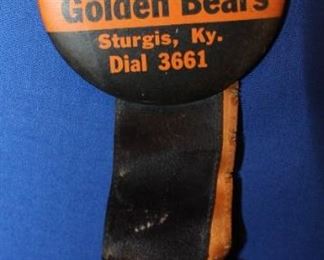 Golden Bears
Sturgis, Ky.
Dial 3661